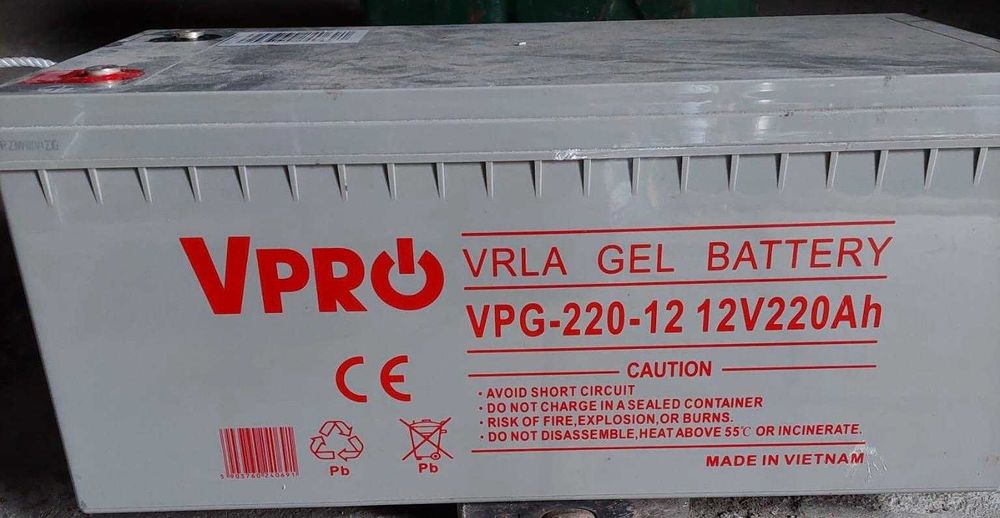 VPRO
VRLA GEL BATTERY
VPG-220-12 12V220Ah
CE
CAUTION
· AVOID SHORT CIRCUIT
· DO NOT CHARGE IN A SEALED CONTAINER
· RISK OF FIRE,EXPLOSION,OR BURNS.
· DO NOT DISASSEMBLE,HEAT ABOVE 55℃ OR INCINERATE.
Pb
Pb
5903760240693
MADE IN VIETNAM